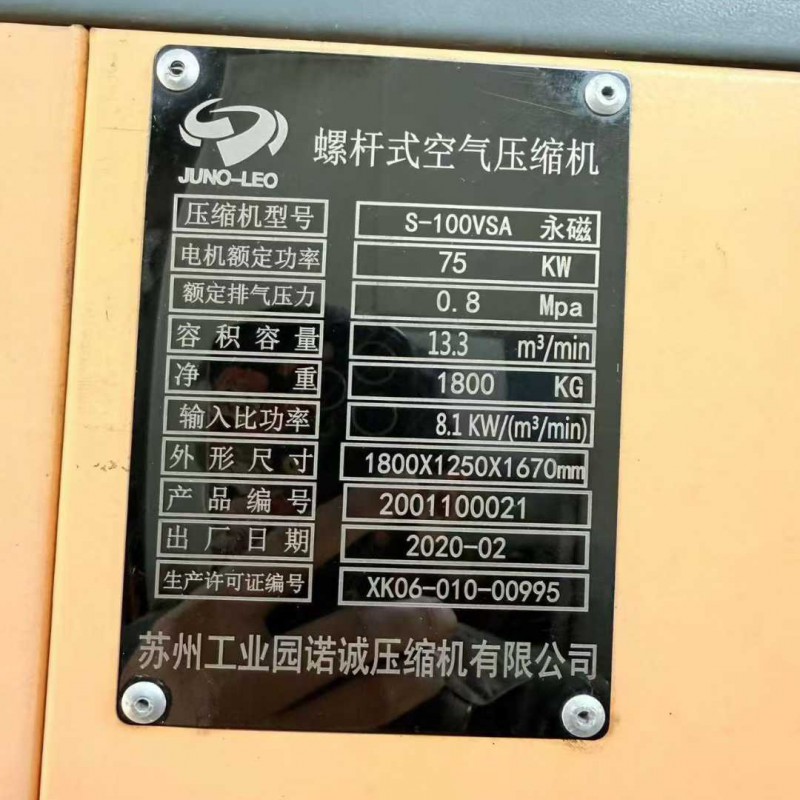 JUNO-LEO
螺杆式空气压缩机
压缩机型号 S-100VSA 永磁
电机额定功率 75 KW
额定排气压力 0.8 Mpa
容积容量 13.3 m³/min
净重 1800 KG
输入比功率 8.1 KW/(m³/min)
外形尺寸 1800X1250X1670mm
产品编号 2001100021
出厂日期 2020-02
生产许可证编号 XK06-010-00995
苏州工业园诺诚压缩机有限公司